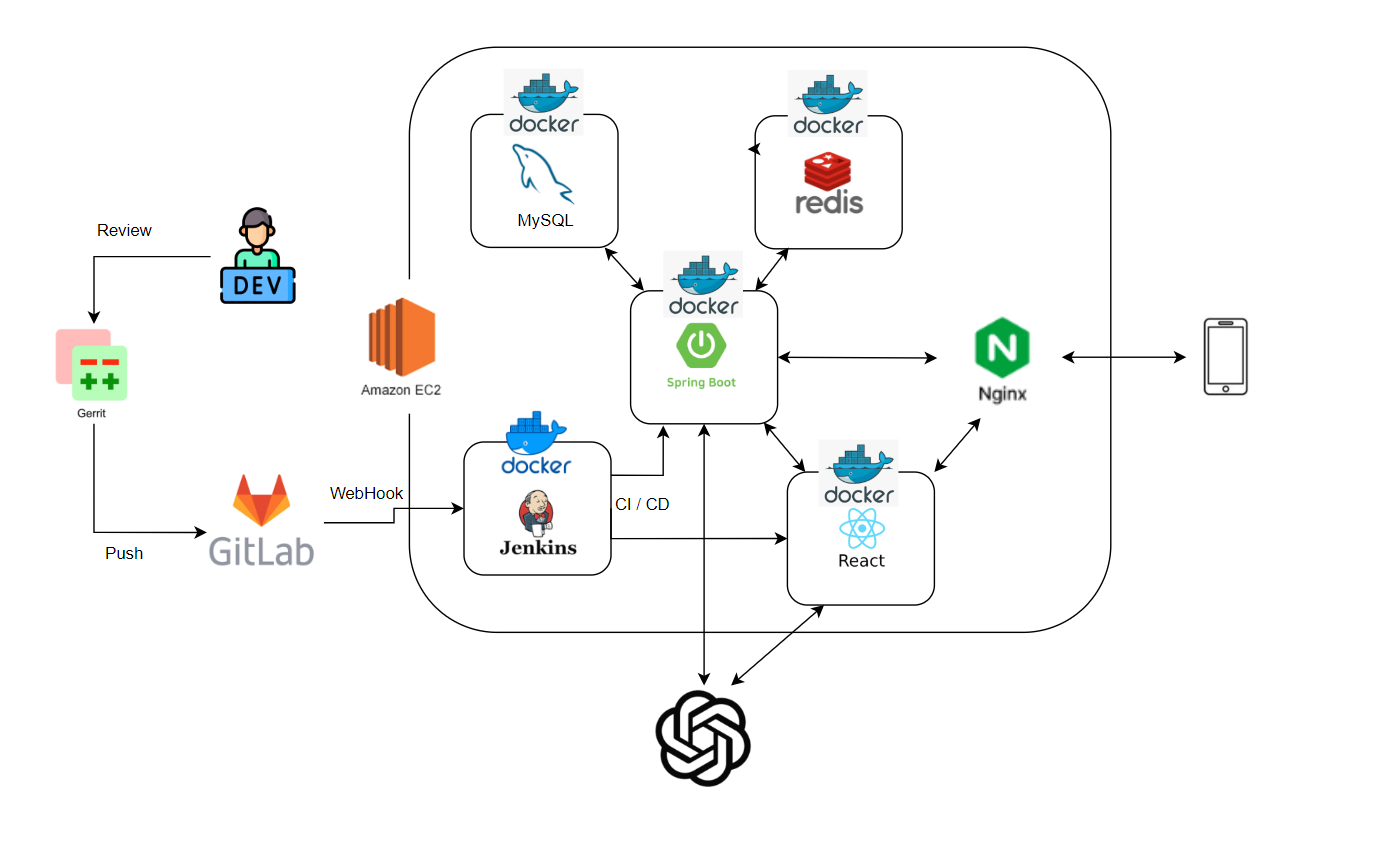 docker
MySQL
docker
redis
Review
DEV
docker
Spring Boot
Amazon EC2
Nginx
Gerrit
docker
Jenkins
WebHook
CI / CD
docker
React
Push
GitLab